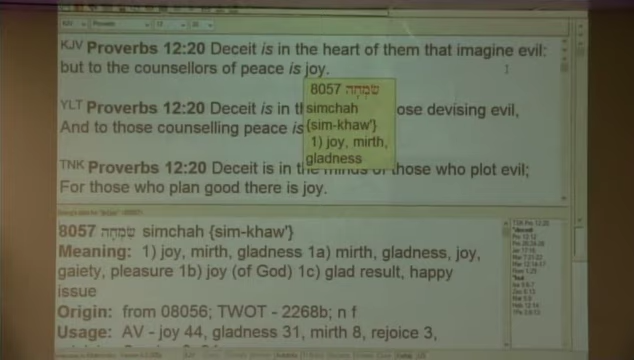 KJV Proverbs 12:20 Deceit is in the heart of them that imagine evil:
but to the counsellors of peace is joy.
YLT Proverbs 12:20 Deceit is in th ose devising evil,
And to those counselling peace is
8057 שִׂמְחָה
simchah
{sim-khaw'}
1) joy, mirth,
gladness
TNK Proverbs 12:20 Deceit is in the minds of those who plot evil;
For those who plan good there is joy.
8057 שִׂמְחָה simchah {sim-khaw'}
Meaning: 1) joy, mirth, gladness 1a) mirth, gladness, joy,
gaiety, pleasure 1b) joy (of God) 1c) glad result, happy
issue
Origin: from 08056; TWOT - 2268b; n f
Usage: AV - joy 44, gladness 31, mirth 8, rejoice 3,